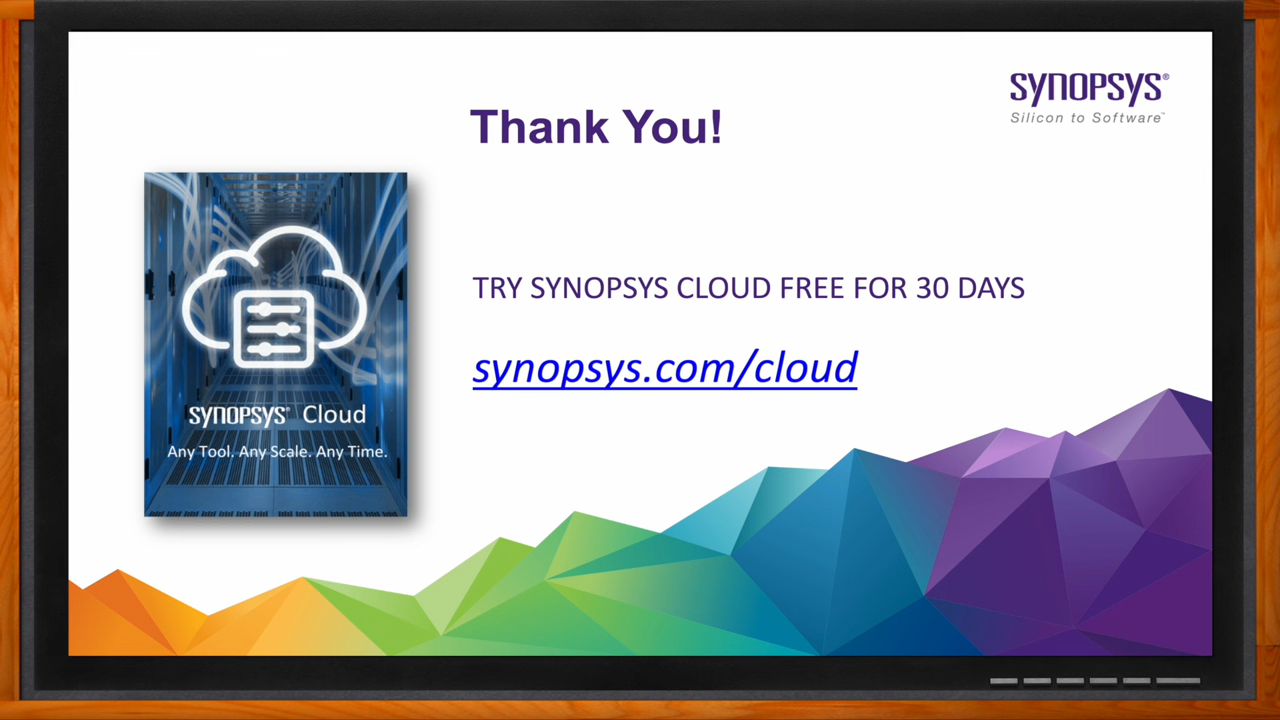 Thank You!
SYNOPSYS®
Silicon to Software™
TRY SYNOPSYS CLOUD FREE FOR 30 DAYS
synopsys.com/cloud
SYNOPSYS® Cloud
Any Tool. Any Scale. Any Time.